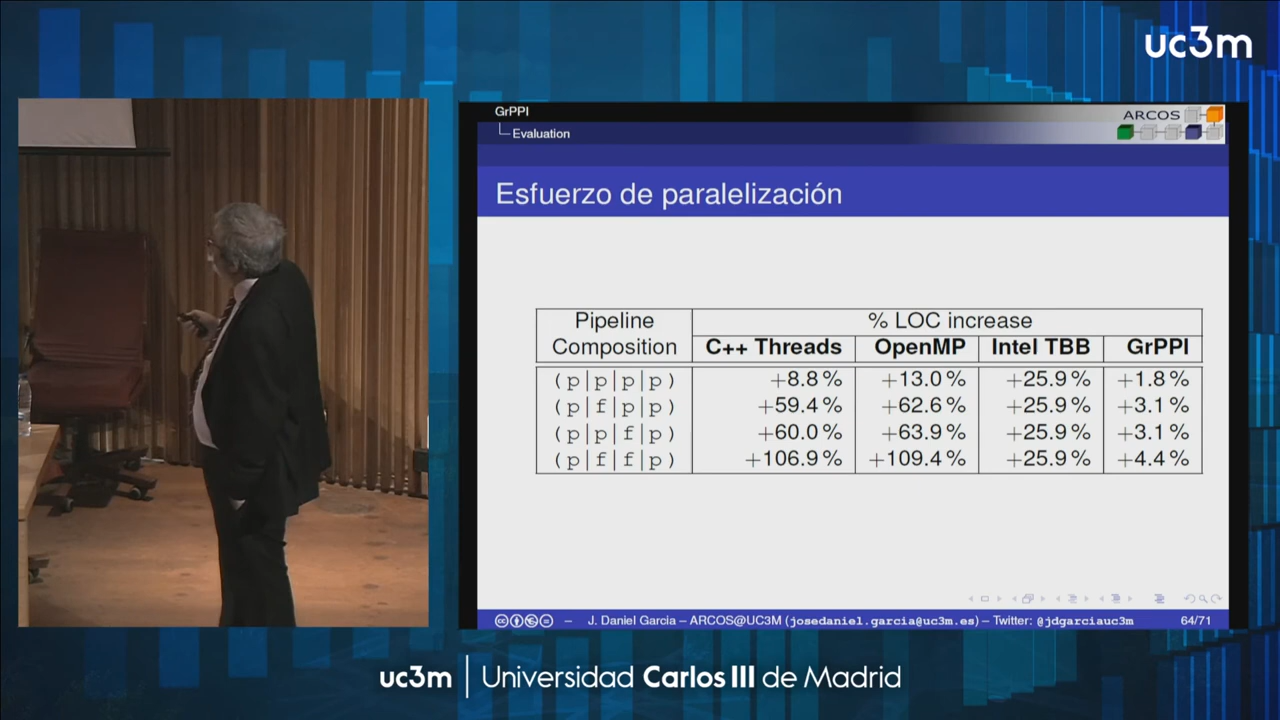 uc3m
GrPPI
Evaluation
ARCOS
Esfuerzo de paralelización
Pipeline Composition % LOC increase
C++ Threads OpenMP Intel TBB GrPPI
(p|p|p|p) +8.8% +13.0% +25.9% +1.8%
(p|f|p|p) +59.4% +62.6% +25.9% +3.1%
(p|p|f|p) +60.0% +63.9% +25.9% +3.1%
(p|f|f|p) +106.9% +109.4% +25.9% +4.4%
– J. Daniel Garcia – ARCOS@UC3M (josedaniel.garcia@uc3m.es) – Twitter: @jdgarciauc3m 64/71
uc3m | Universidad Carlos III de Madrid